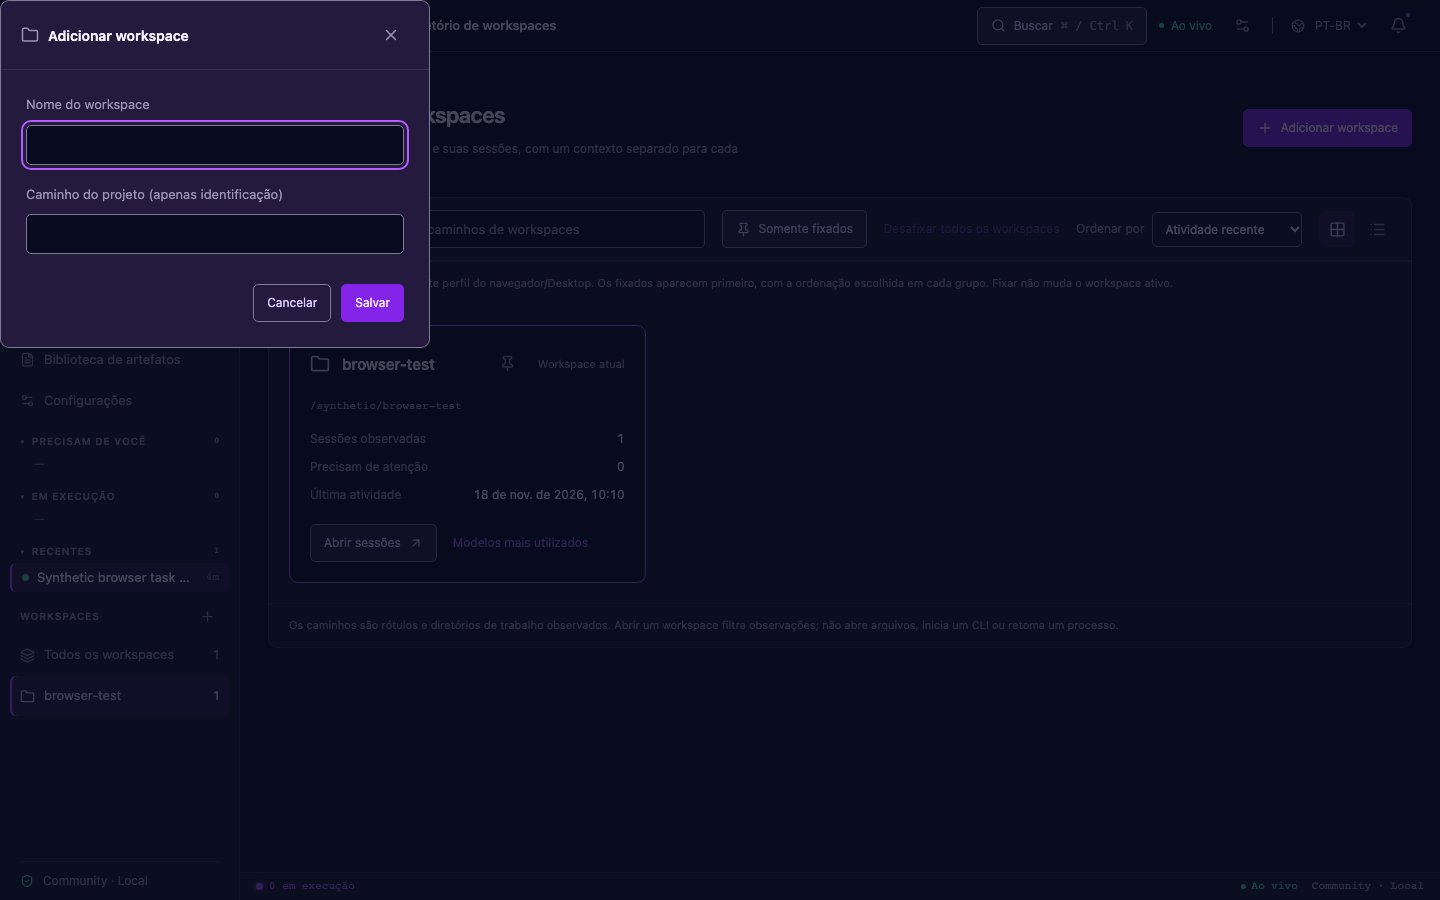 Adicionar workspace
Nome do workspace
Caminho do projeto (apenas identificação)
Cancelar
Salvar
tório de workspaces
Buscar ⌘ / Ctrl K
Ao vivo
PT-BR
kspaces
e suas sessões, com um contexto separado para cada
Adicionar workspace
caminhos de workspaces
Somente fixados
Desafixar todos os workspaces
Ordenar por
Atividade recente
perfil do navegador/Desktop. Os fixados aparecem primeiro, com a ordenação escolhida em cada grupo. Fixar não muda o workspace ativo.
browser-test
Workspace atual
/synthetic/browser-test
Sessões observadas 1
Precisam de atenção 0
Última atividade 18 de nov. de 2026, 10:10
Abrir sessões
Modelos mais utilizados
Os caminhos são rótulos e diretórios de trabalho observados. Abrir um workspace filtra observações; não abre arquivos, inicia um CLI ou retoma um processo.
Biblioteca de artefatos
Configurações
PRECISAM DE VOCÊ 0
—
EM EXECUÇÃO 0
—
RECENTES 1
Synthetic browser task ...
WORKSPACES
Todos os workspaces 1
browser-test 1
Community · Local
0 em execução
Ao vivo
Community · Local